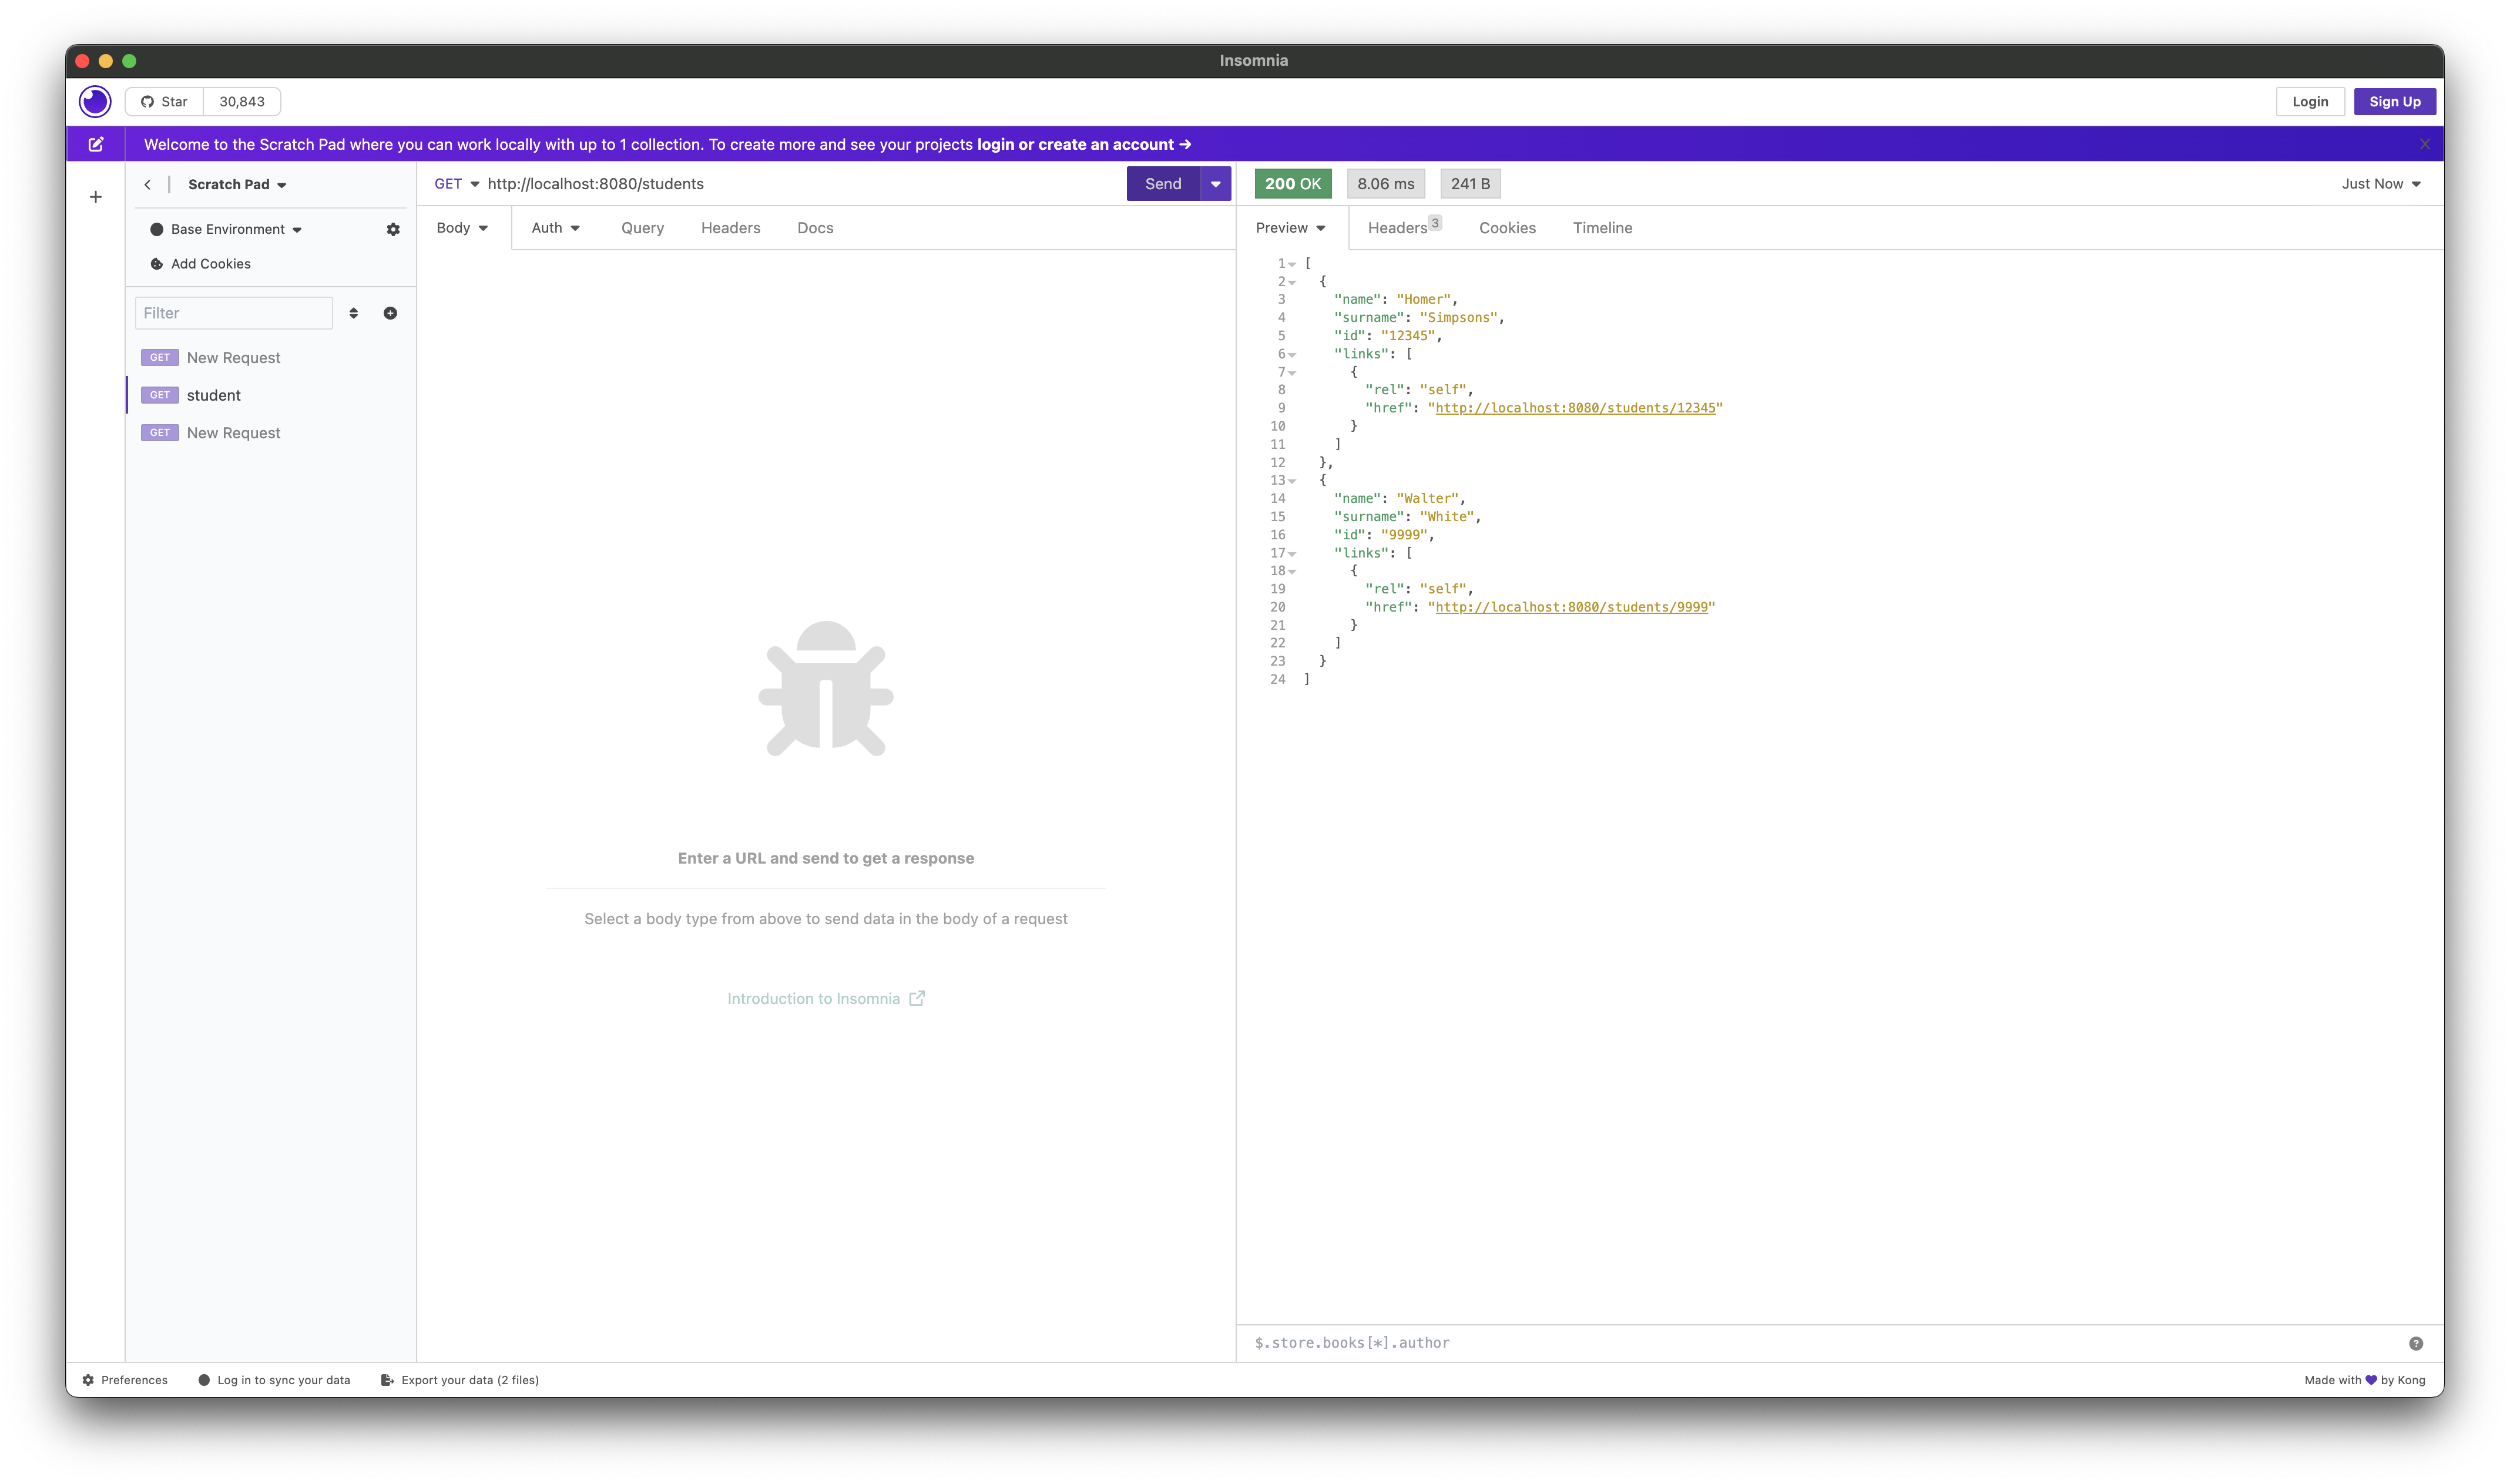 Insomnia
Star 30,843
Login Sign Up
Welcome to the Scratch Pad where you can work locally with up to 1 collection. To create more and see your projects login or create an account →
Scratch Pad
Base Environment
Add Cookies
Filter
GET New Request
GET student
GET New Request
GET http://localhost:8080/students Send
Body Auth Query Headers Docs
Enter a URL and send to get a response
Select a body type from above to send data in the body of a request
Introduction to Insomnia
200 OK 8.06 ms 241 B Just Now
Preview Headers 3 Cookies Timeline
1 [
2 {
3 "name": "Homer",
4 "surname": "Simpsons",
5 "id": "12345",
6 "links": [
7 {
8 "rel": "self",
9 "href": "http://localhost:8080/students/12345"
10 }
11 ]
12 },
13 {
14 "name": "Walter",
15 "surname": "White",
16 "id": "9999",
17 "links": [
18 {
19 "rel": "self",
20 "href": "http://localhost:8080/students/9999"
21 }
22 ]
23 }
24 ]
$.store.books[*].author ?
Preferences Log in to sync your data Export your data (2 files) Made with by Kong